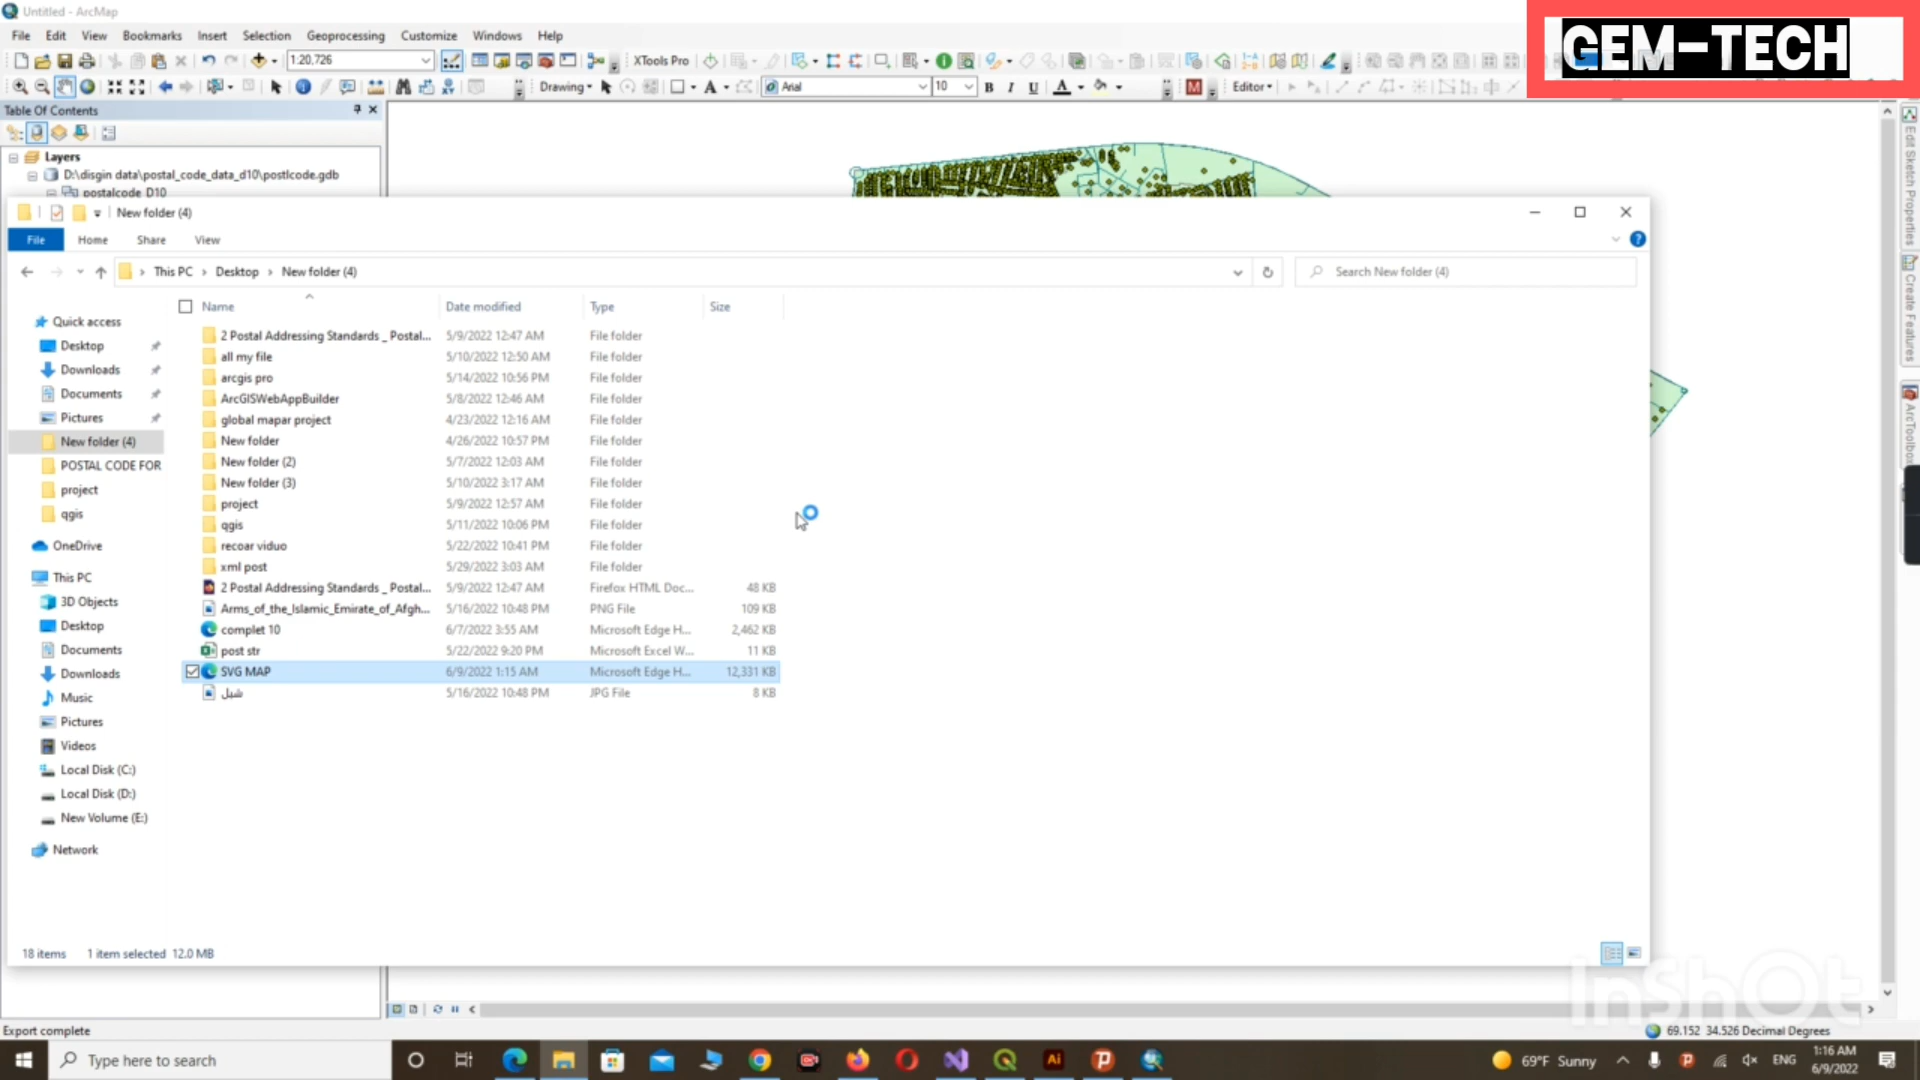 Untitled - ArcMap
GEM-TECH
File Edit View Bookmarks Insert Selection Geoprocessing Customize Windows Help
1:20,726
XTools Pro
Drawing
Arial
10
B I U A
Editor
Table Of Contents
Layers
D:\disgin data\postal_code_data_d10\postlcode.gdb
postalcode_D10
New folder (4)
File Home Share View
This PC > Desktop > New folder (4)
Search New folder (4)
Name Date modified Type Size
Quick access
Desktop
Downloads
Documents
Pictures
New folder (4)
POSTAL CODE FOR
project
qgis
OneDrive
This PC
3D Objects
Desktop
Documents
Downloads
Music
Pictures
Videos
Local Disk (C:)
Local Disk (D:)
New Volume (E:)
Network
2 Postal Addressing Standards _ Postal... 5/9/2022 12:47 AM File folder
all my file 5/10/2022 12:50 AM File folder
arcgis pro 5/14/2022 10:56 PM File folder
ArcGISWebAppBuilder 5/8/2022 12:46 AM File folder
global mapar project 4/23/2022 12:16 AM File folder
New folder 4/26/2022 10:57 PM File folder
New folder (2) 5/7/2022 12:03 AM File folder
New folder (3) 5/10/2022 3:17 AM File folder
project 5/9/2022 12:57 AM File folder
qgis 5/11/2022 10:06 PM File folder
recoar viduo 5/22/2022 10:41 PM File folder
xml post 5/29/2022 3:03 AM File folder
2 Postal Addressing Standards _ Postal... 5/9/2022 12:47 AM Firefox HTML Doc... 48 KB
Arms_of_the_Islamic_Emirate_of_Afgh... 5/16/2022 10:48 PM PNG File 109 KB
complet 10 6/7/2022 3:55 AM Microsoft Edge H... 2,462 KB
post str 5/22/2022 9:20 PM Microsoft Excel W... 11 KB
SVG MAP 6/9/2022 1:15 AM Microsoft Edge H... 12,331 KB
شبل 5/16/2022 10:48 PM JPG File 8 KB
18 items 1 item selected 12.0 MB
Edit Sketch Properties
Create Features
ArcToolbox
InShOt
Export complete
69.152 34.526 Decimal Degrees
Type here to search
69°F Sunny
ENG
1:16 AM
6/9/2022